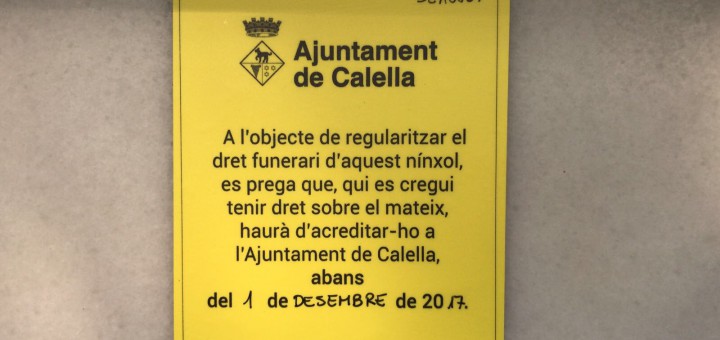 Ajuntament
de Calella
A l'objecte de regularitzar el
dret funerari d'aquest nínxol,
es prega que, qui es cregui
tenir dret sobre el mateix,
haurà d'acreditar-ho a
l'Ajuntament de Calella,
abans
del 1 de DESEMBRE de 2017.